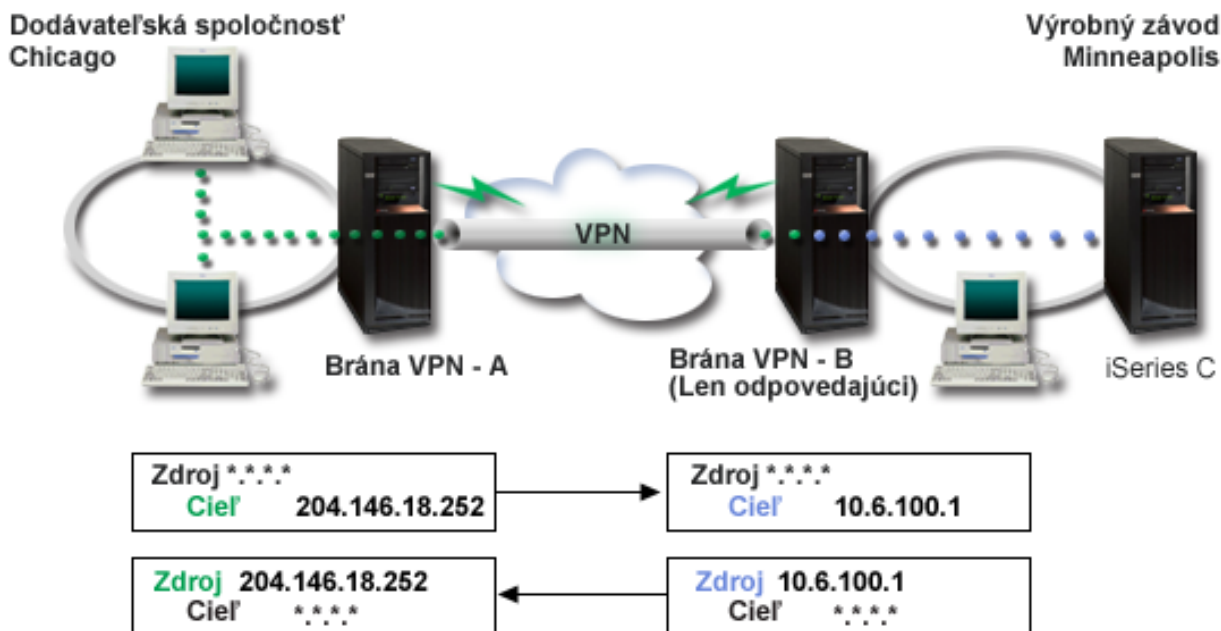 Dodávateľská spoločnosť
Chicago
Výrobný závod
Minneapolis
VPN
Brána VPN - A
Brána VPN - B
(Len odpovedajúci)
iSeries C
Zdroj *.*.*.*
Cieľ 204.146.18.252
Zdroj *.*.*.*
Cieľ 10.6.100.1
Zdroj 204.146.18.252
Cieľ *.*.*.*
Zdroj 10.6.100.1
Cieľ *.*.*.*